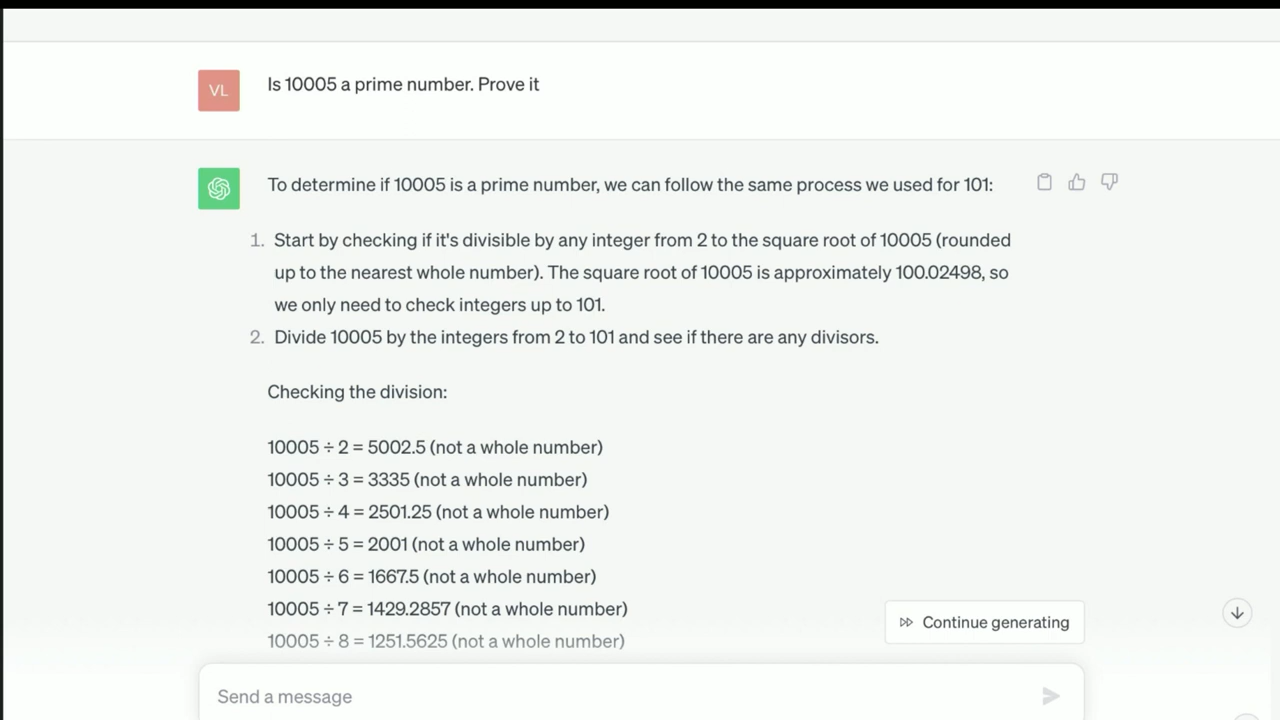 VL
Is 10005 a prime number. Prove it
To determine if 10005 is a prime number, we can follow the same process we used for 101:
1. Start by checking if it's divisible by any integer from 2 to the square root of 10005 (rounded
up to the nearest whole number). The square root of 10005 is approximately 100.02498, so
we only need to check integers up to 101.
2. Divide 10005 by the integers from 2 to 101 and see if there are any divisors.
Checking the division:
10005 ÷ 2 = 5002.5 (not a whole number)
10005 ÷ 3 = 3335 (not a whole number)
10005 ÷ 4 = 2501.25 (not a whole number)
10005 ÷ 5 = 2001 (not a whole number)
10005 ÷ 6 = 1667.5 (not a whole number)
10005 ÷ 7 = 1429.2857 (not a whole number)
10005 ÷ 8 = 1251.5625 (not a whole number)
Continue generating
Send a message